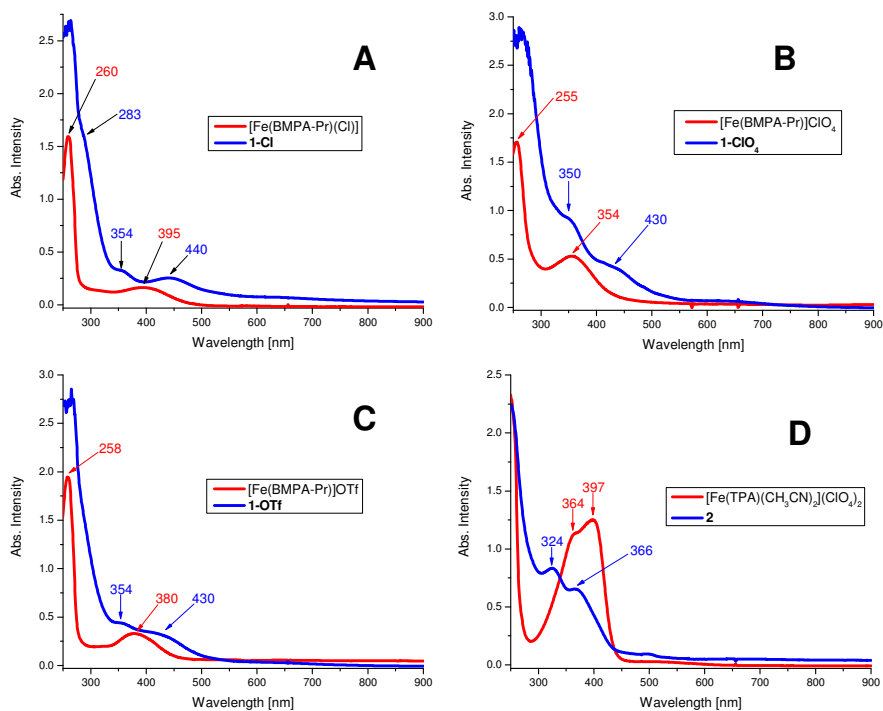 A
2.5
2.0
1.5
1.0
0.5
0.0
Abs. Intensity
260
283
354
395
440
[Fe(BMPA-Pr)(Cl)]
1-Cl
300 400 500 600 700 800 900
Wavelength [nm]
B
3.0
2.5
2.0
1.5
1.0
0.5
0.0
Abs. Intensity
255
350
354
430
[Fe(BMPA-Pr)]ClO4
1-ClO4
300 400 500 600 700 800 900
Wavelength [nm]
C
3.0
2.5
2.0
1.5
1.0
0.5
0.0
Abs. Intensity
258
354
380
430
[Fe(BMPA-Pr)]OTf
1-OTf
300 400 500 600 700 800 900
Wavelength [nm]
D
2.5
2.0
1.5
1.0
0.5
0.0
Abs. Intensity
364
397
324
366
[Fe(TPA)(CH3CN)2](ClO4)2
2
300 400 500 600 700 800 900
Wavelength [nm]